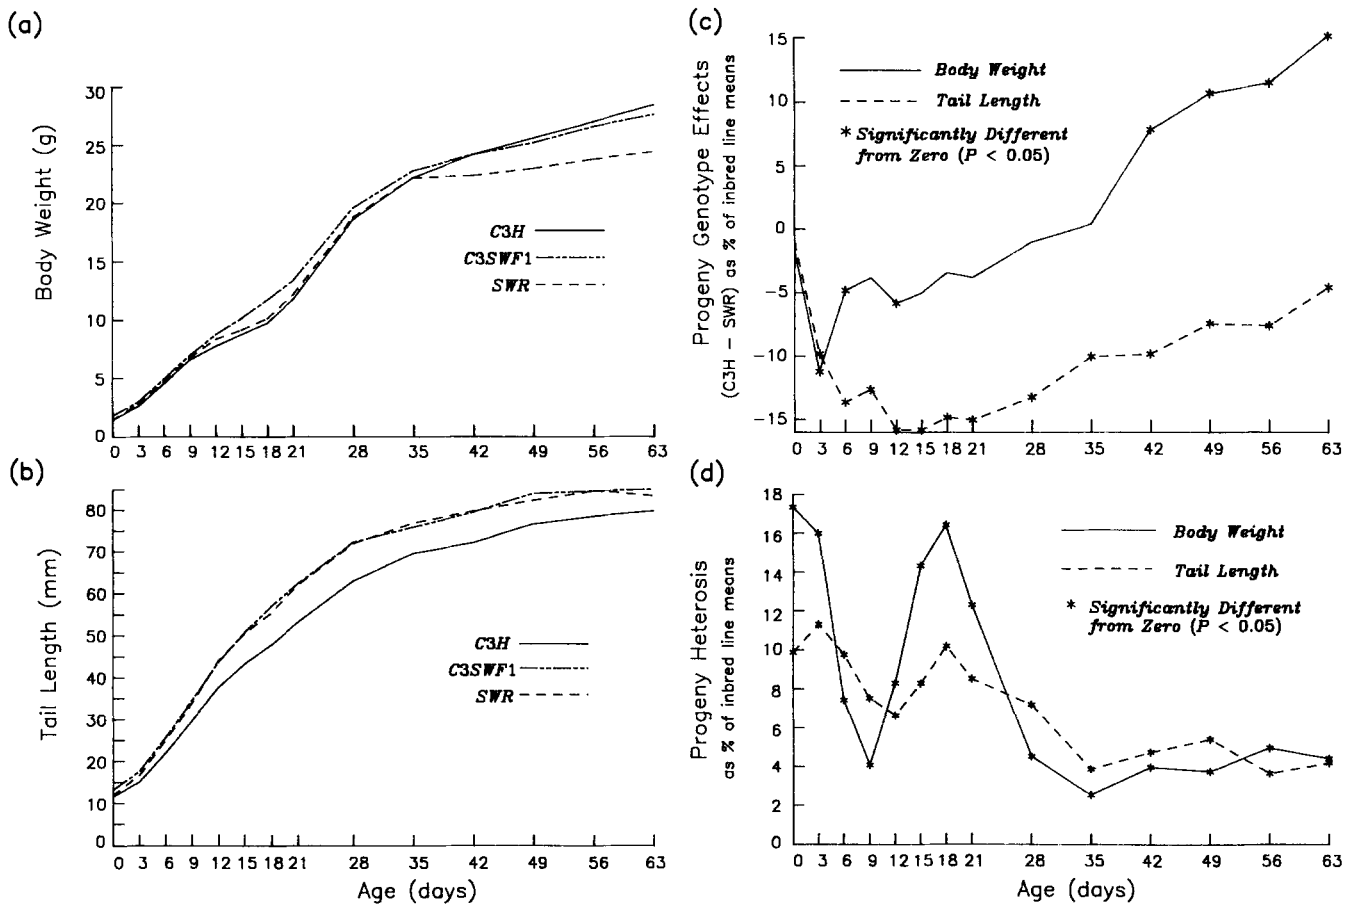 (a)
Body Weight (g)
30
25
20
15
10
5
0
C3H
C3SWF1
SWR
0 3 6 9 12 15 18 21 28 35 42 49 56 63
(b)
Tail Length (mm)
80
70
60
50
40
30
20
10
0
C3H
C3SWF1
SWR
0 3 6 9 12 15 18 21 28 35 42 49 56 63
Age (days)
(c)
Progeny Genotype Effects
(C3H − SWR) as % of inbred line means
15
10
5
0
−5
−10
−15
Body Weight
Tail Length
* Significantly Different
from Zero (P < 0.05)
0 3 6 9 12 15 18 21 28 35 42 49 56 63
(d)
Progeny Heterosis
as % of inbred line means
18
16
14
12
10
8
6
4
2
0
Body Weight
Tail Length
* Significantly Different
from Zero (P < 0.05)
0 3 6 9 12 15 18 21 28 35 42 49 56 63
Age (days)